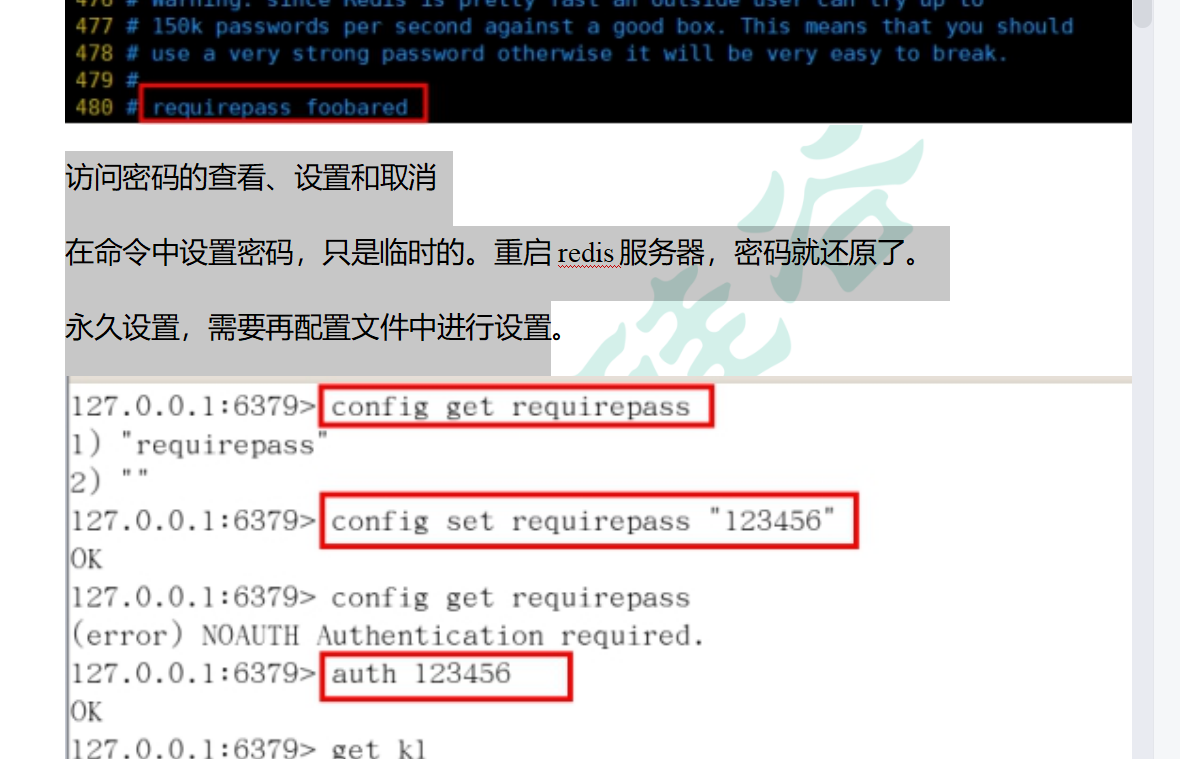 476 # Warning: since Redis is pretty fast an outside user can try up to
477 # 150k passwords per second against a good box. This means that you should
478 # use a very strong password otherwise it will be very easy to break.
479 #
480 # requirepass foobared
访问密码的查看、设置和取消
在命令中设置密码，只是临时的。重启redis服务器，密码就还原了。
永久设置，需要再配置文件中进行设置。
127.0.0.1:6379> config get requirepass
1) "requirepass"
2) ""
127.0.0.1:6379> config set requirepass "123456"
OK
127.0.0.1:6379> config get requirepass
(error) NOAUTH Authentication required.
127.0.0.1:6379> auth 123456
OK
127.0.0.1:6379> get k1